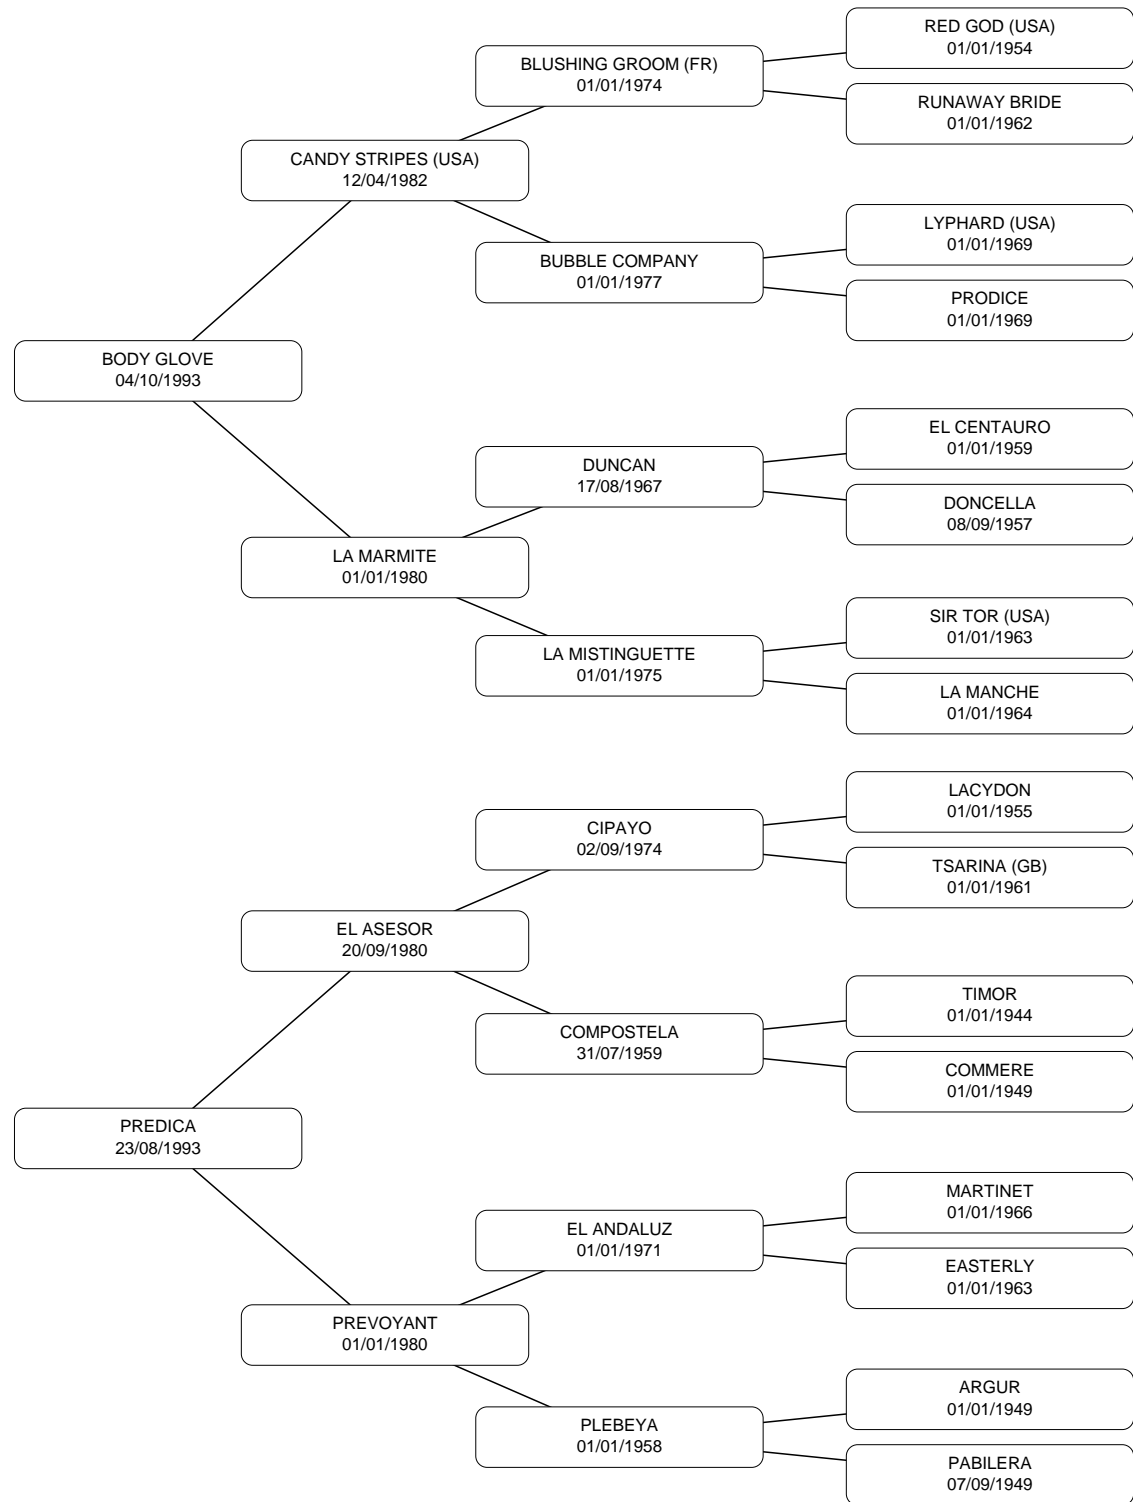 RED GOD (USA)
01/01/1954
BLUSHING GROOM (FR)
01/01/1974
RUNAWAY BRIDE
01/01/1962
CANDY STRIPES (USA)
12/04/1982
LYPHARD (USA)
01/01/1969
BUBBLE COMPANY
01/01/1977
PRODICE
01/01/1969
BODY GLOVE
04/10/1993
EL CENTAURO
01/01/1959
DUNCAN
17/08/1967
DONCELLA
08/09/1957
LA MARMITE
01/01/1980
SIR TOR (USA)
01/01/1963
LA MISTINGUETTE
01/01/1975
LA MANCHE
01/01/1964
LACYDON
01/01/1955
CIPAYO
02/09/1974
TSARINA (GB)
01/01/1961
EL ASESOR
20/09/1980
TIMOR
01/01/1944
COMPOSTELA
31/07/1959
COMMERE
01/01/1949
PREDICA
23/08/1993
MARTINET
01/01/1966
EL ANDALUZ
01/01/1971
EASTERLY
01/01/1963
PREVOYANT
01/01/1980
ARGUR
01/01/1949
PLEBEYA
01/01/1958
PABILERA
07/09/1949